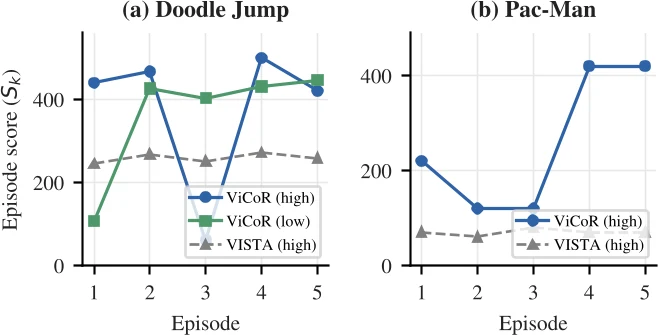 (a) Doodle Jump
(b) Pac-Man
Episode score (Sk)
400
200
0
ViCoR (high)
ViCoR (low)
VISTA (high)
1 2 3 4 5
Episode
400
200
0
ViCoR (high)
VISTA (high)
1 2 3 4 5
Episode